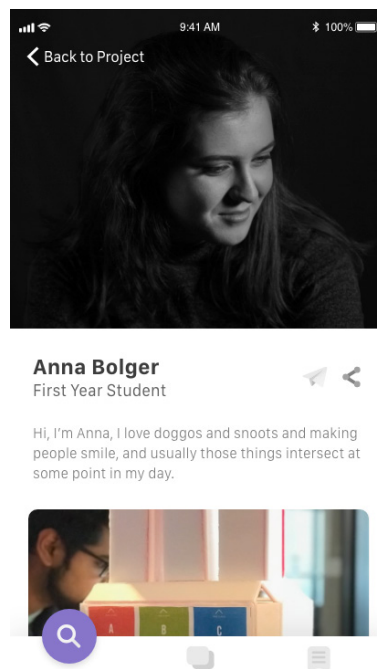 9:41 AM
100%
Back to Project
Anna Bolger
First Year Student
Hi, I'm Anna, I love doggos and snoots and making
people smile, and usually those things intersect at
some point in my day.
A B C